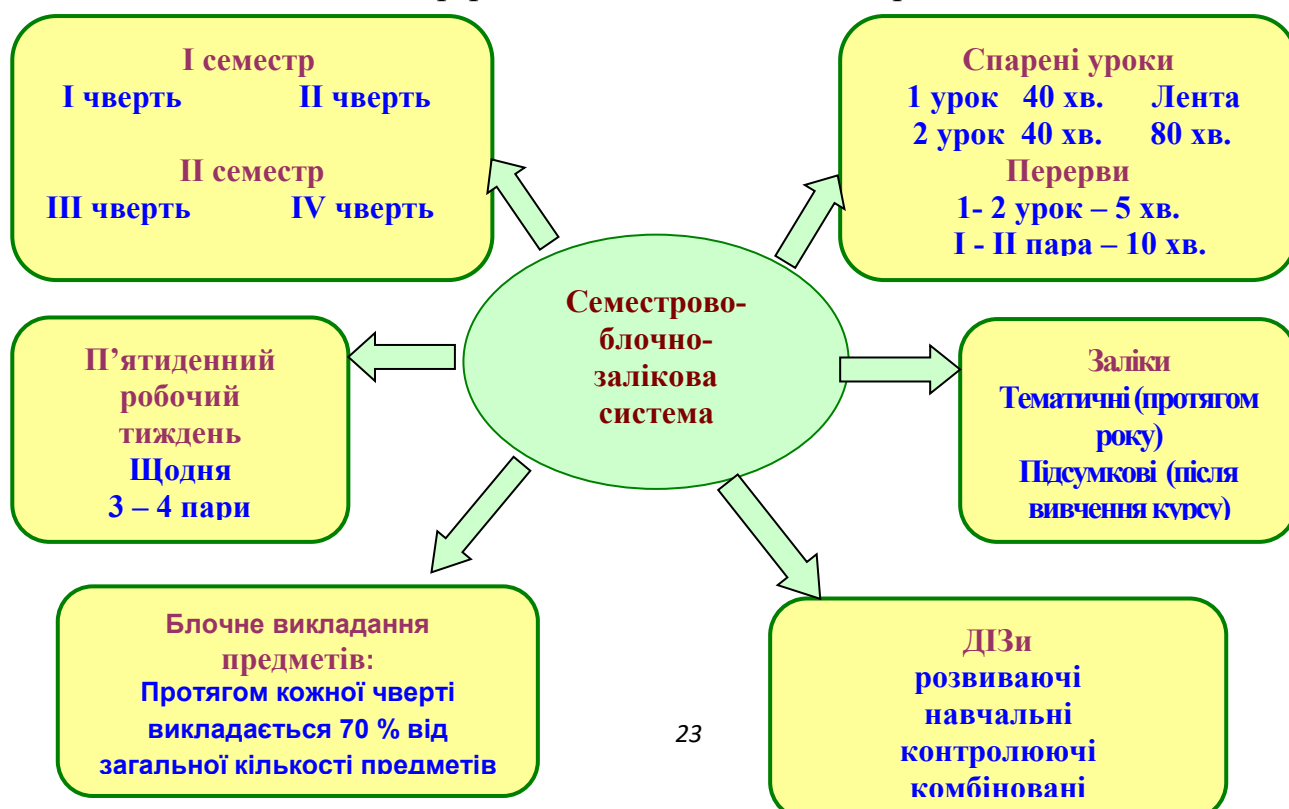 І семестр
І чверть ІІ чверть
ІІ семестр
ІІІ чверть IV чверть
Спарені уроки
1 урок 40 хв. Лента
2 урок 40 хв. 80 хв.
Перерви
1- 2 урок – 5 хв.
І - ІІ пара – 10 хв.
Семестрово-
блочно-
залікова
система
П’ятиденний
робочий
тиждень
Щодня
3 – 4 пари
Заліки
Тематичні (протягом
року)
Підсумкові (після
вивчення курсу)
Блочне викладання
предметів:
Протягом кожної чверті
викладається 70 % від
загальної кількості предметів
ДІЗи
розвиваючі
навчальні
контролюючі
комбіновані
23